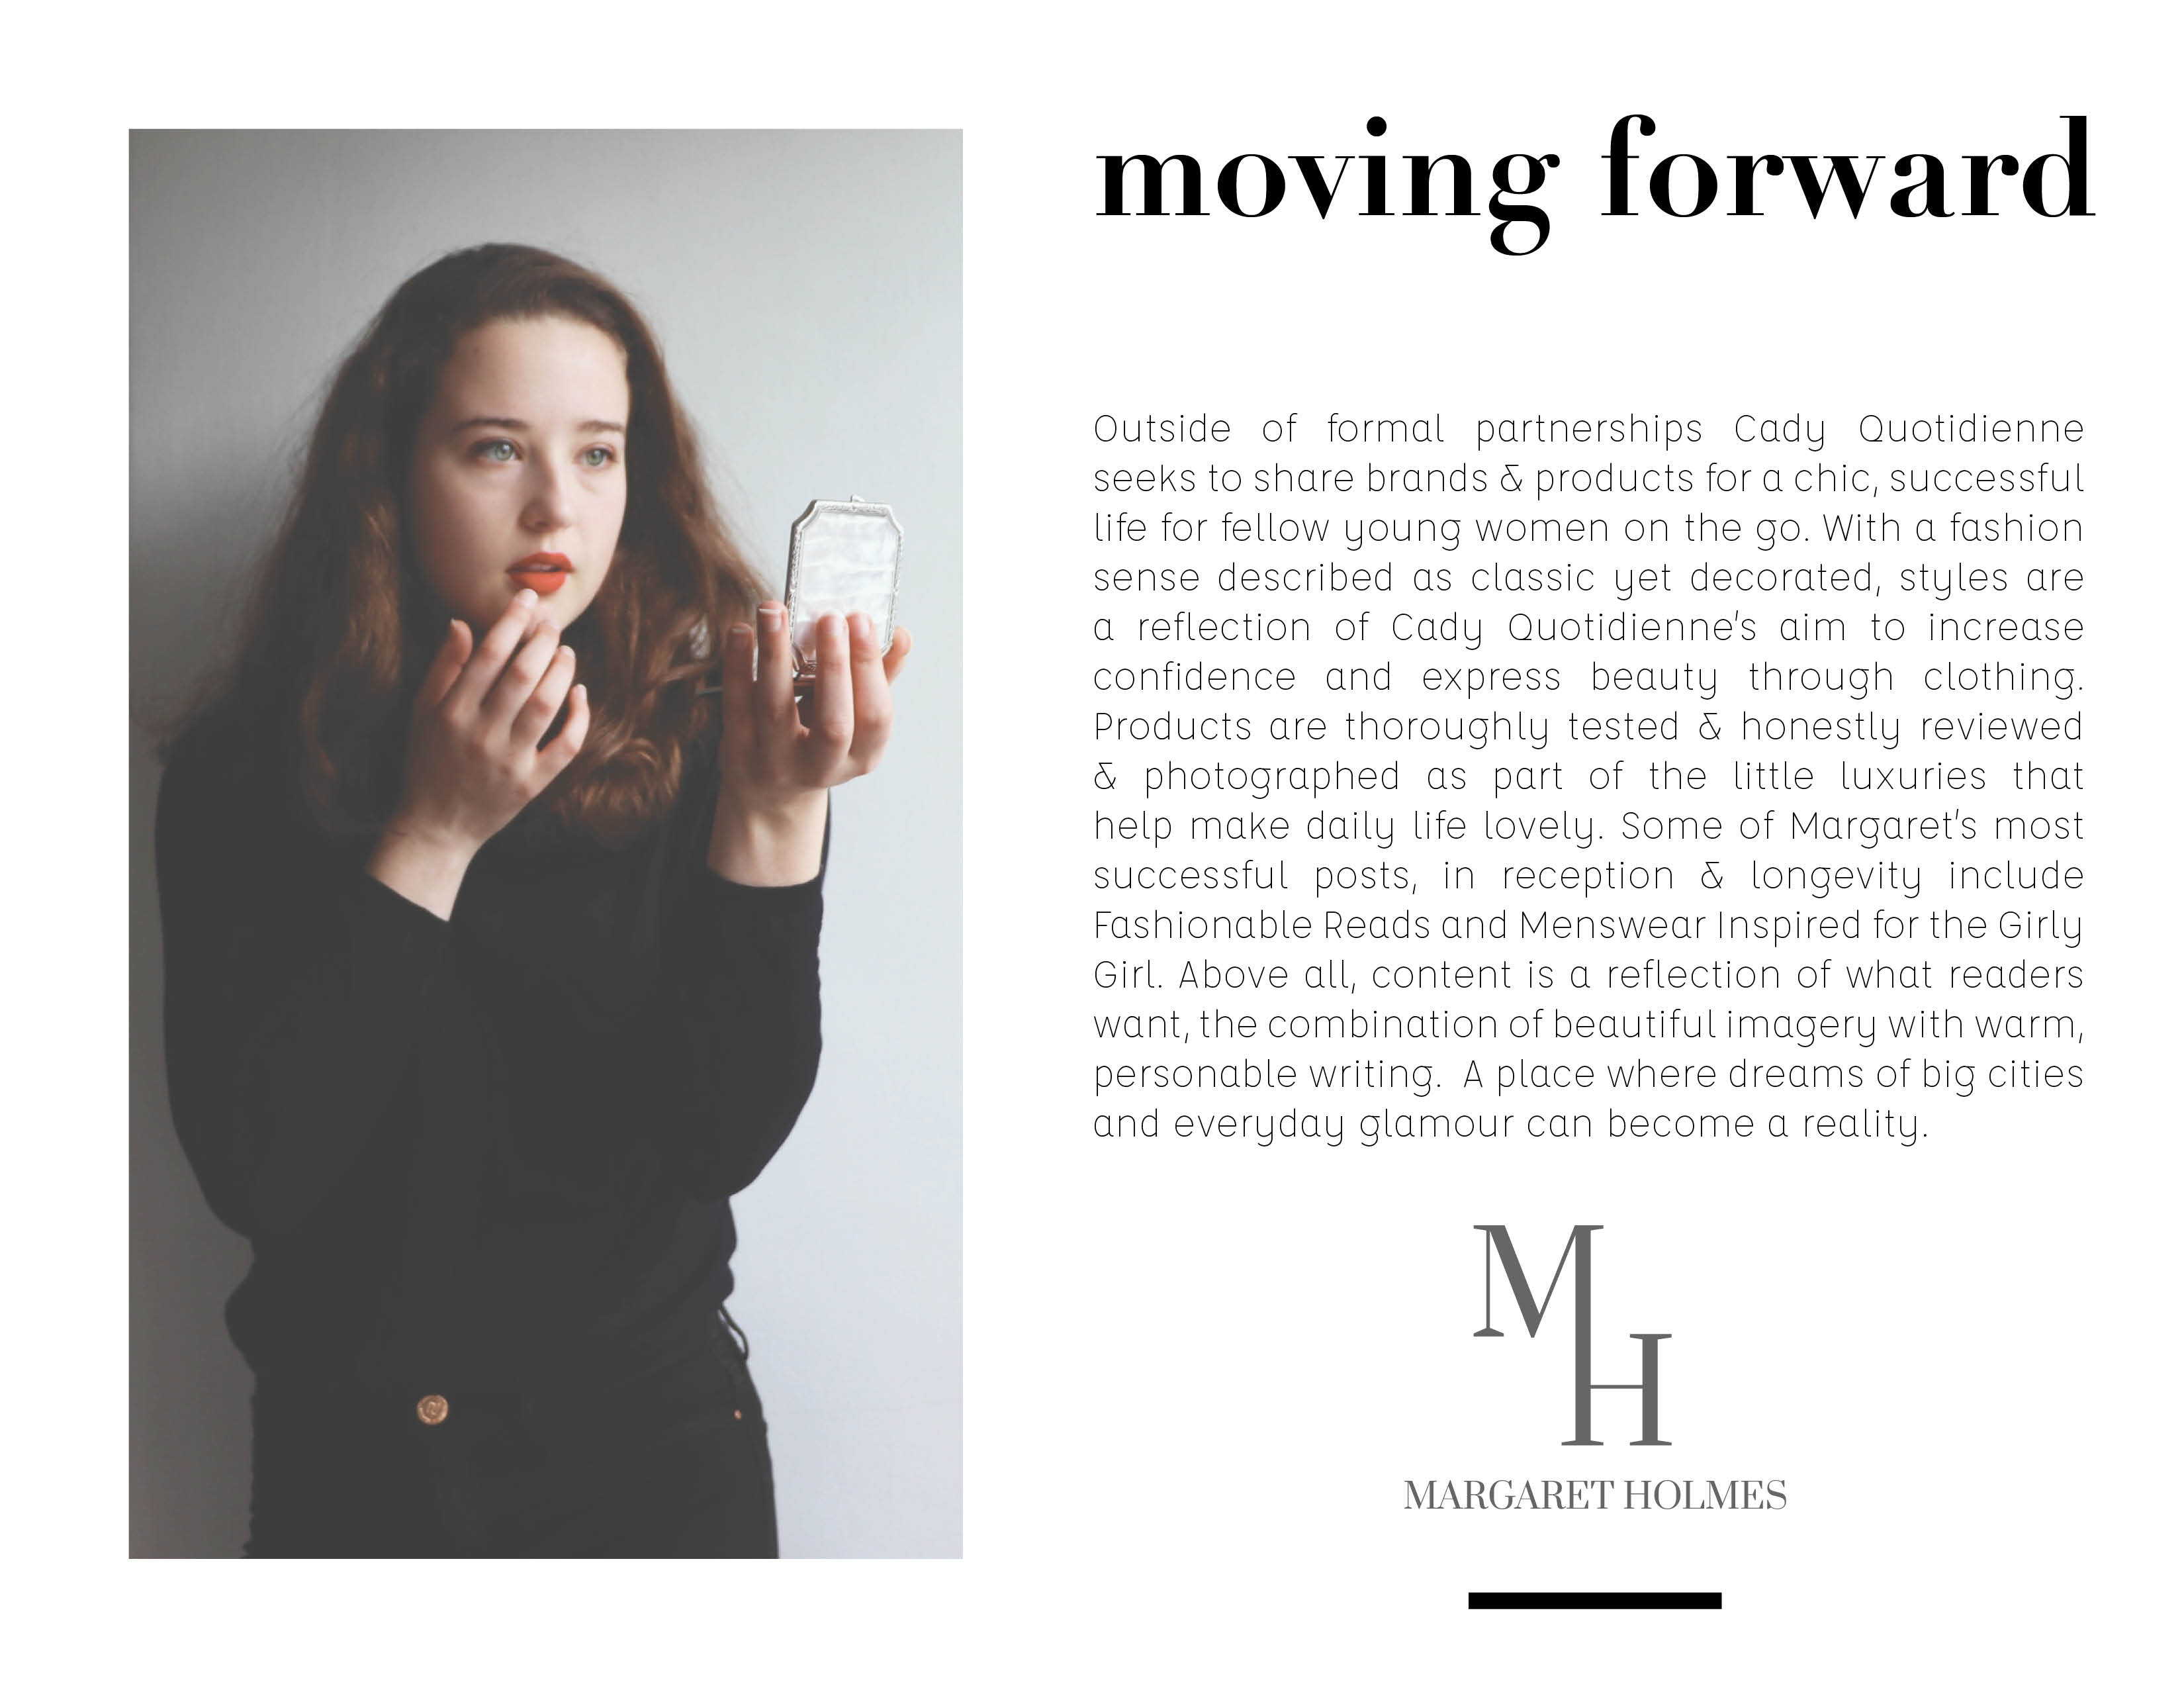 moving forward
Outside of formal partnerships Cady Quotidienne
seeks to share brands & products for a chic, successful
life for fellow young women on the go. With a fashion
sense described as classic yet decorated, styles are
a reflection of Cady Quotidienne's aim to increase
confidence and express beauty through clothing.
Products are thoroughly tested & honestly reviewed
& photographed as part of the little luxuries that
help make daily life lovely. Some of Margaret's most
successful posts, in reception & longevity include
Fashionable Reads and Menswear Inspired for the Girly
Girl. Above all, content is a reflection of what readers
want, the combination of beautiful imagery with warm,
personable writing.  A place where dreams of big cities
and everyday glamour can become a reality.
MH
MARGARET HOLMES